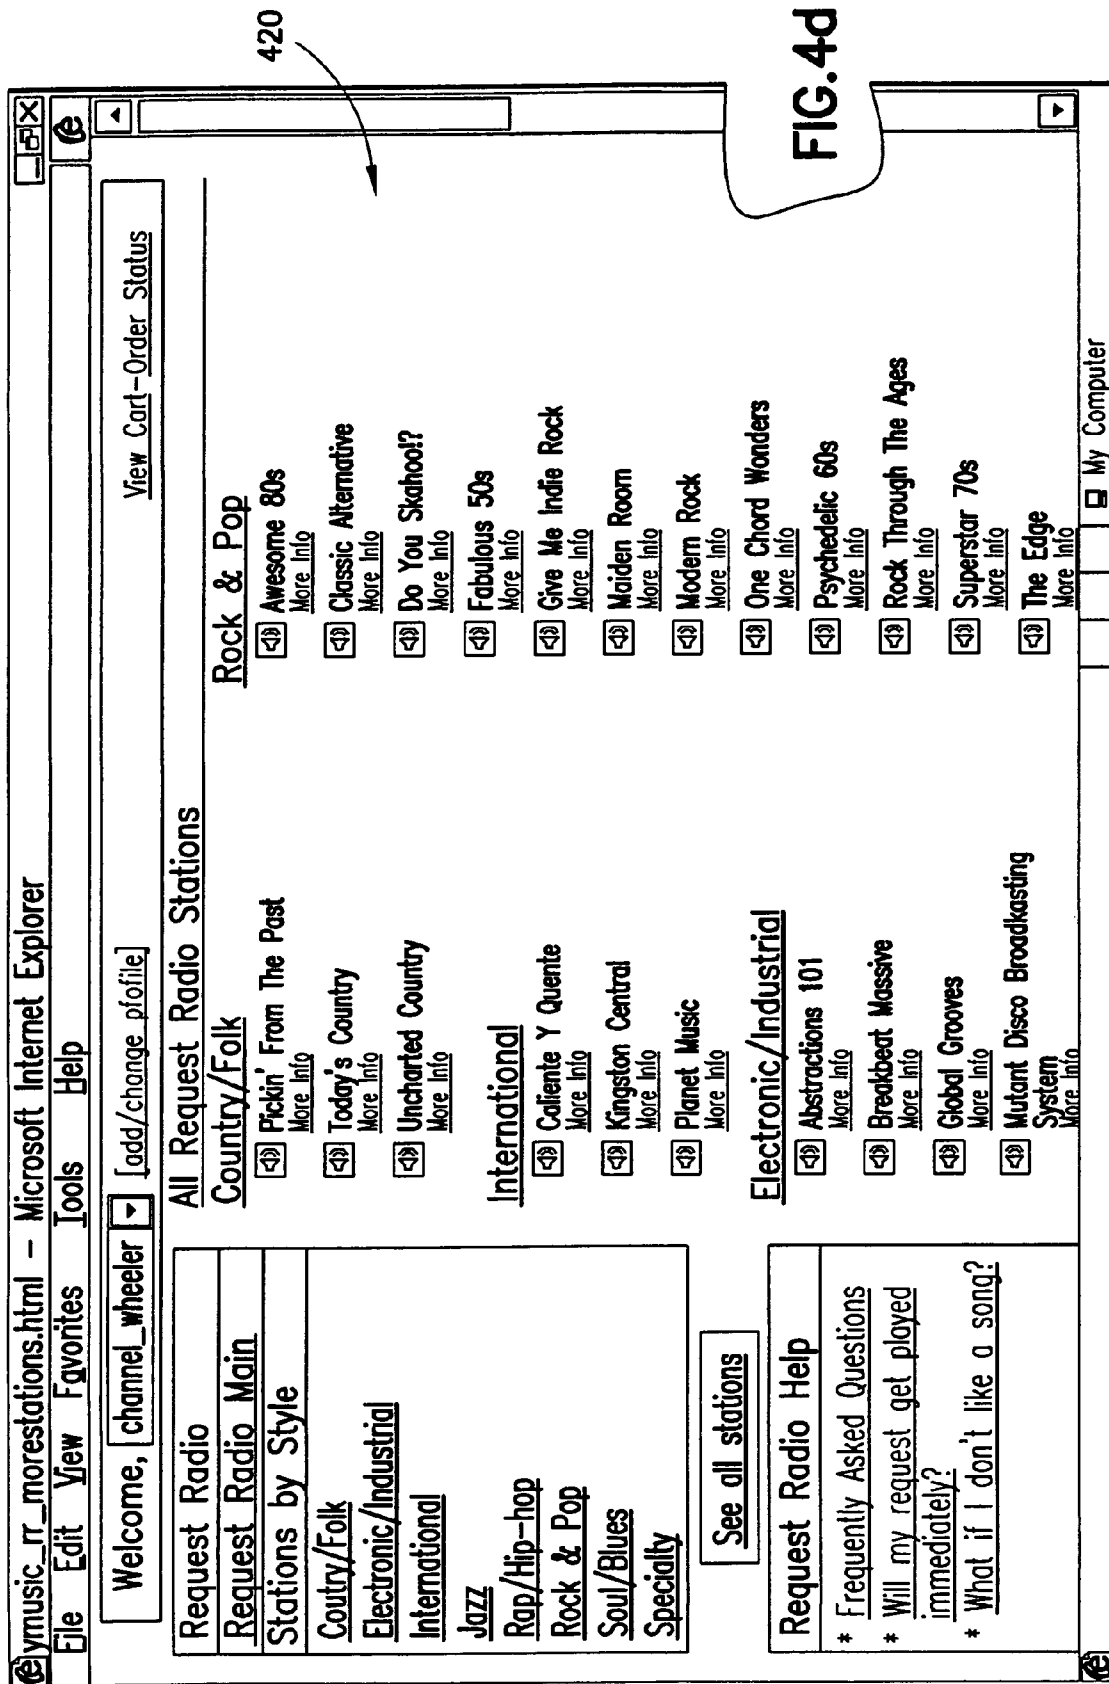 ymusic_rr_morestations.html – Microsoft Internet Explorer
File Edit View Favorites Tools Help
Welcome, channel_wheeler [add/change pfofile] View Cart-Order Status
Request Radio
Request Radio Main
Stations by Style
Coutry/Folk
Electronic/Industrial
International
Jazz
Rap/Hip-hop
Rock & Pop
Soul/Blues
Specialty
See all stations
Request Radio Help
* Frequently Asked Questions
* Will my request get played
immediately?
* What if I don't like a song?
All Request Radio Stations
Country/Folk
Pickin' From The Past
More Info
Today's Country
More Info
Uncharted Country
More Info
International
Caliente Y Quente
More Info
Kingston Central
More Info
Planet Music
More Info
Electronic/Industrial
Abstractions 101
More Info
Breakbeat Massive
More Info
Global Grooves
More Info
Mutant Disco Broadkasting
System
More Info
Rock & Pop
Awesome 80s
More Info
Classic Alternative
More Info
Do You Skahool?
More Info
Fabulous 50s
More Info
Give Me Indie Rock
More Info
Maiden Room
More Info
Modern Rock
More Info
One Chord Wonders
More Info
Psychedelic 60s
More Info
Rock Through The Ages
More Info
Superstar 70s
More Info
The Edge
More Info
My Computer
420
FIG.4d